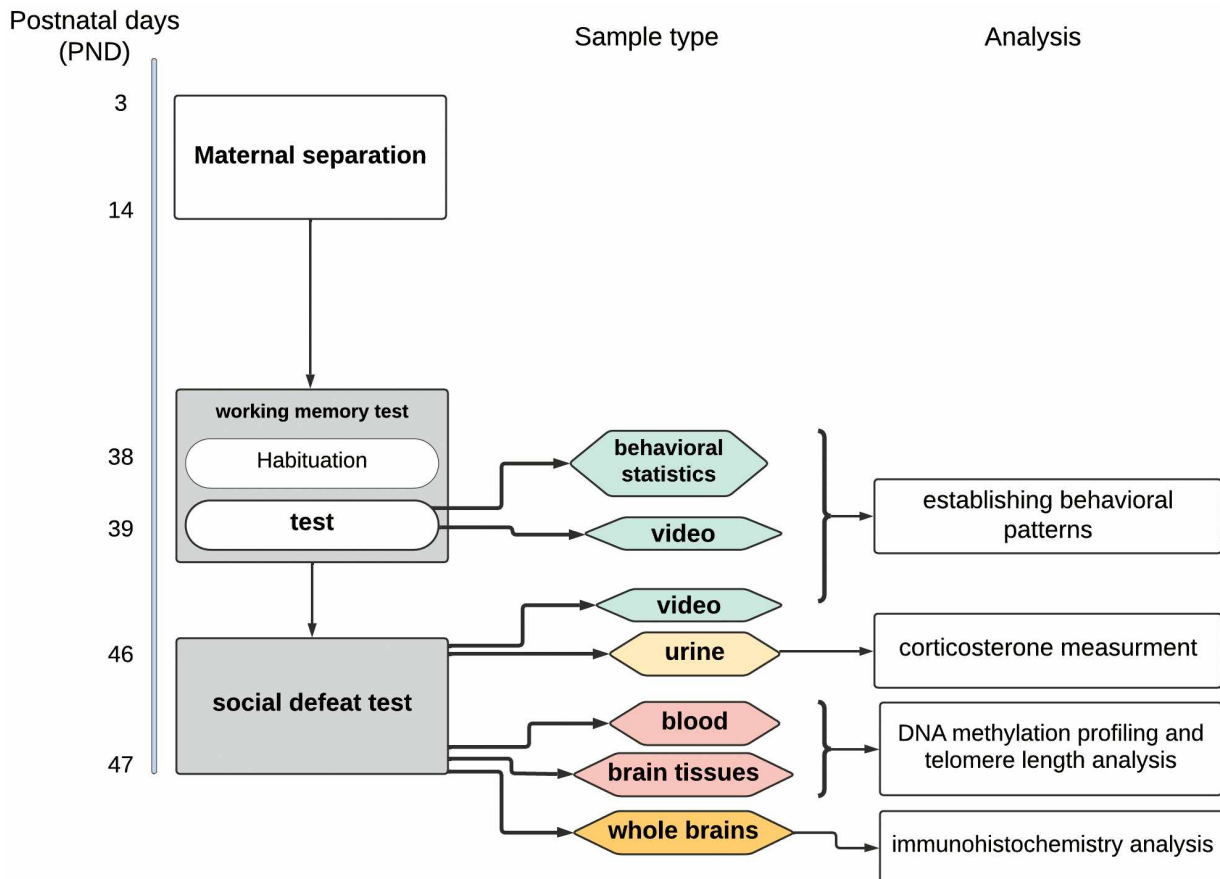 Postnatal days
(PND)
Sample type
Analysis
3
Maternal separation
14
working memory test
38
Habituation
behavioral
statistics
39
test
video
establishing behavioral
patterns
video
46
urine
corticosterone measurment
social defeat test
blood
DNA methylation profiling and
telomere length analysis
47
brain tissues
whole brains
immunohistochemistry analysis